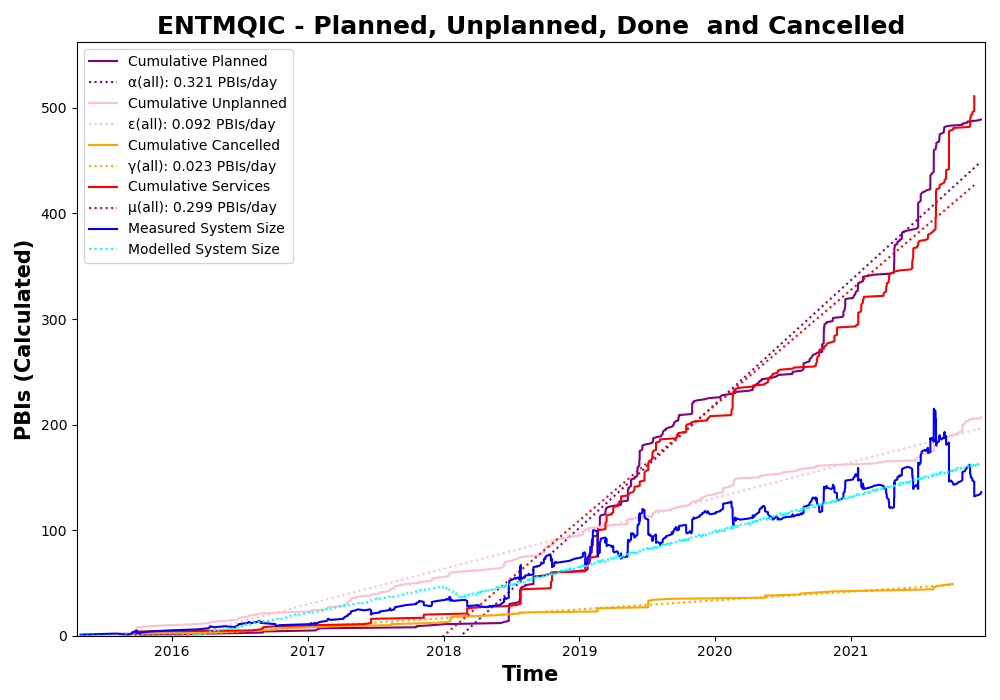 ENTMQIC - Planned, Unplanned, Done  and Cancelled
Cumulative Planned
α(all): 0.321 PBIs/day
Cumulative Unplanned
ε(all): 0.092 PBIs/day
Cumulative Cancelled
γ(all): 0.023 PBIs/day
Cumulative Services
μ(all): 0.299 PBIs/day
Measured System Size
Modelled System Size
PBIs (Calculated)
500
400
300
200
100
0
2016 2017 2018 2019 2020 2021
Time